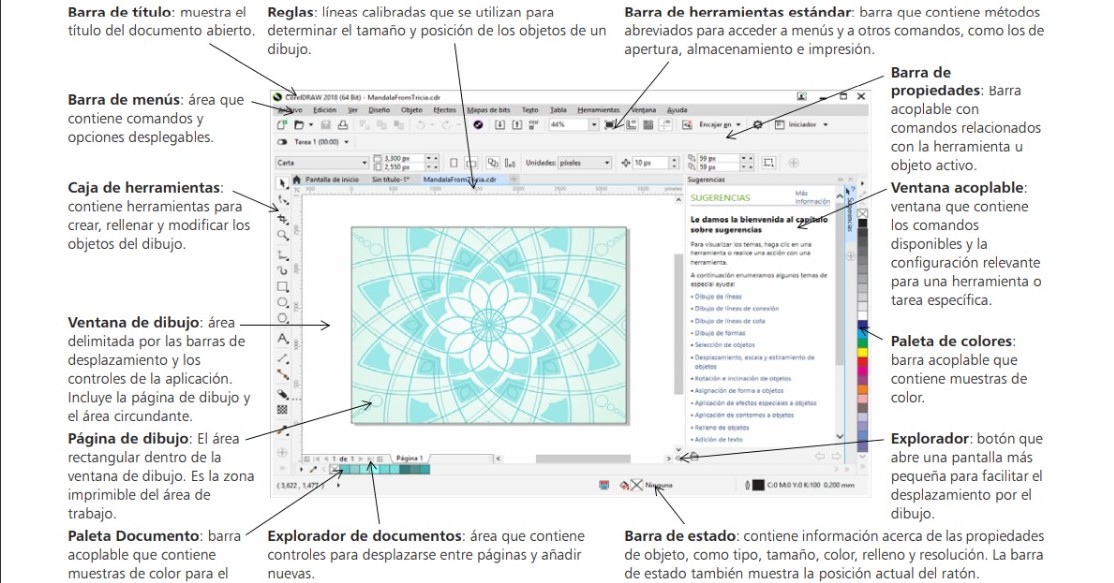 Barra de título: muestra el
título del documento abierto.
Reglas: líneas calibradas que se utilizan para
determinar el tamaño y posición de los objetos de un
dibujo.
Barra de herramientas estándar: barra que contiene métodos
abreviados para acceder a menús y a otros comandos, como los de
apertura, almacenamiento e impresión.
Barra de menús: área que
contiene comandos y
opciones desplegables.
Caja de herramientas:
contiene herramientas para
crear, rellenar y modificar los
objetos del dibujo.
Ventana de dibujo: área
delimitada por las barras de
desplazamiento y los
controles de la aplicación.
Incluye la página de dibujo y
el área circundante.
Página de dibujo: El área
rectangular dentro de la
ventana de dibujo. Es la zona
imprimible del área de
trabajo.
Paleta Documento: barra
acoplable que contiene
muestras de color para el
CorelDRAW 2018 (64 Bit) - MandalaFromTricia.cdr
Archivo Edición Ver Diseño Objeto Efectos Mapas de bits Texto Tabla Herramientas Ventana Ayuda
44% Encajar en Iniciador
Tarea 1 (00:00)
Carta 3,300 px 2,550 px Unidades: píxeles 10 px 59 px 59 px
Pantalla de inicio Sin título-1* MandalaFromTricia.cdr
píxeles
Sugerencias
SUGERENCIAS
Más
información
Le damos la bienvenida al capítulo
sobre sugerencias
Para visualizar los temas, haga clic en una
herramienta o realice una acción con una
herramienta.
A continuación enumeramos algunos temas de
especial ayuda:
• Dibujo de líneas
• Dibujo de líneas de conexión
• Dibujo de líneas de cota
• Dibujo de formas
• Selección de objetos
• Desplazamiento, escala y estiramiento de
objetos
• Rotación e inclinación de objetos
• Asignación de forma a objetos
• Aplicación de efectos especiales a objetos
• Aplicación de contornos a objetos
• Relleno de objetos
• Adición de texto
Sugerencias
1 de 1 Página 1
(3,622 , 1,477 ) Ninguna C:0 M:0 Y:0 K:100 0,200 mm
Barra de
propiedades: Barra
acoplable con
comandos relacionados
con la herramienta u
objeto activo.
Ventana acoplable:
ventana que contiene
los comandos
disponibles y la
configuración relevante
para una herramienta o
tarea específica.
Paleta de colores:
barra acoplable que
contiene muestras de
color.
Explorador: botón que
abre una pantalla más
pequeña para facilitar el
desplazamiento por el
dibujo.
Explorador de documentos: área que contiene
controles para desplazarse entre páginas y añadir
nuevas.
Barra de estado: contiene información acerca de las propiedades
de objeto, como tipo, tamaño, color, relleno y resolución. La barra
de estado también muestra la posición actual del ratón.